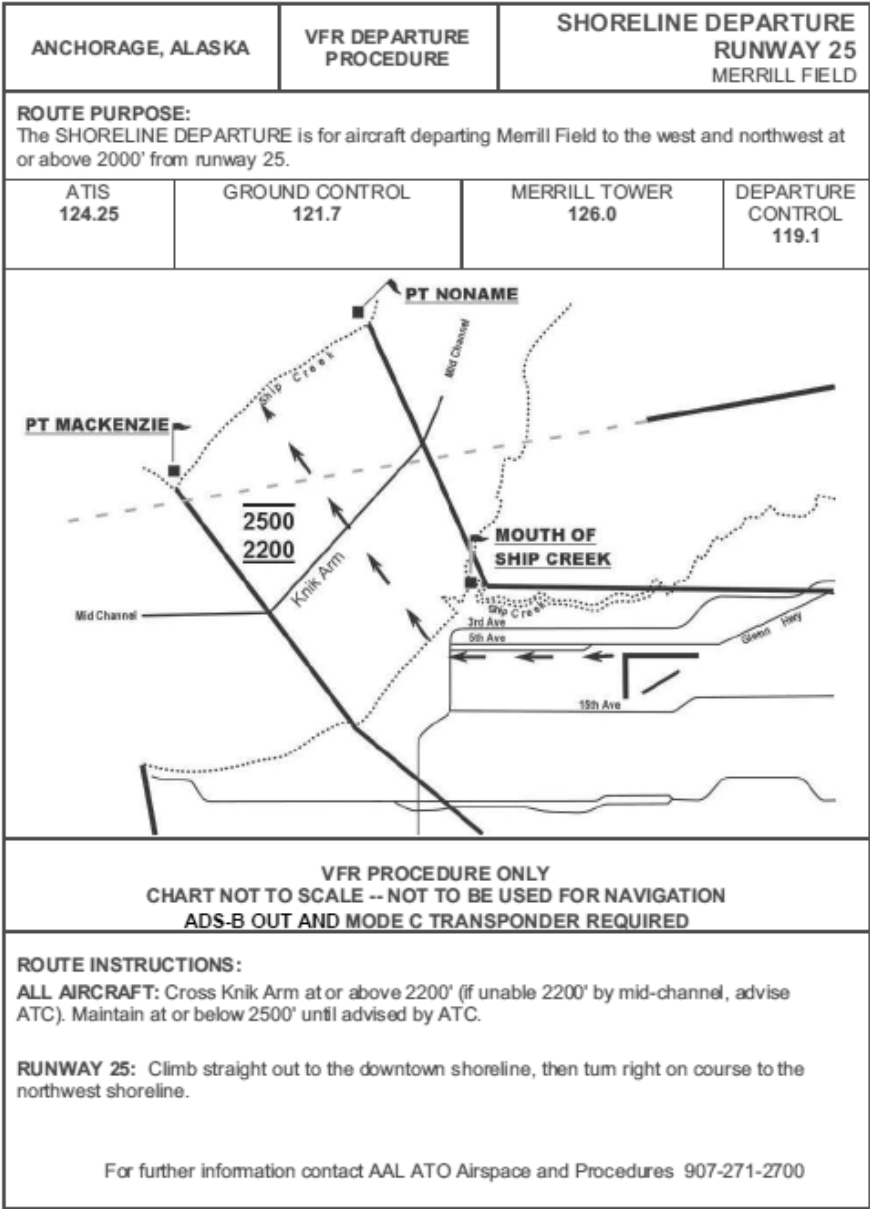 ANCHORAGE, ALASKA
VFR DEPARTURE
PROCEDURE
SHORELINE DEPARTURE
RUNWAY 25
MERRILL FIELD
ROUTE PURPOSE:
The SHORELINE DEPARTURE is for aircraft departing Merrill Field to the west and northwest at
or above 2000' from runway 25.
ATIS
124.25
GROUND CONTROL
121.7
MERRILL TOWER
126.0
DEPARTURE
CONTROL
119.1
PT NONAME
Mid Channel
Ship Creek
PT MACKENZIE
2500
2200
Knik Arm
MOUTH OF
SHIP CREEK
Mid Channel
Ship Creek
3rd Ave
5th Ave
Glenn Hwy
15th Ave
VFR PROCEDURE ONLY
CHART NOT TO SCALE -- NOT TO BE USED FOR NAVIGATION
ADS-B OUT AND MODE C TRANSPONDER REQUIRED
ROUTE INSTRUCTIONS:
ALL AIRCRAFT: Cross Knik Arm at or above 2200' (if unable 2200' by mid-channel, advise
ATC). Maintain at or below 2500' until advised by ATC.
RUNWAY 25: Climb straight out to the downtown shoreline, then turn right on course to the
northwest shoreline.
For further information contact AAL ATO Airspace and Procedures 907-271-2700